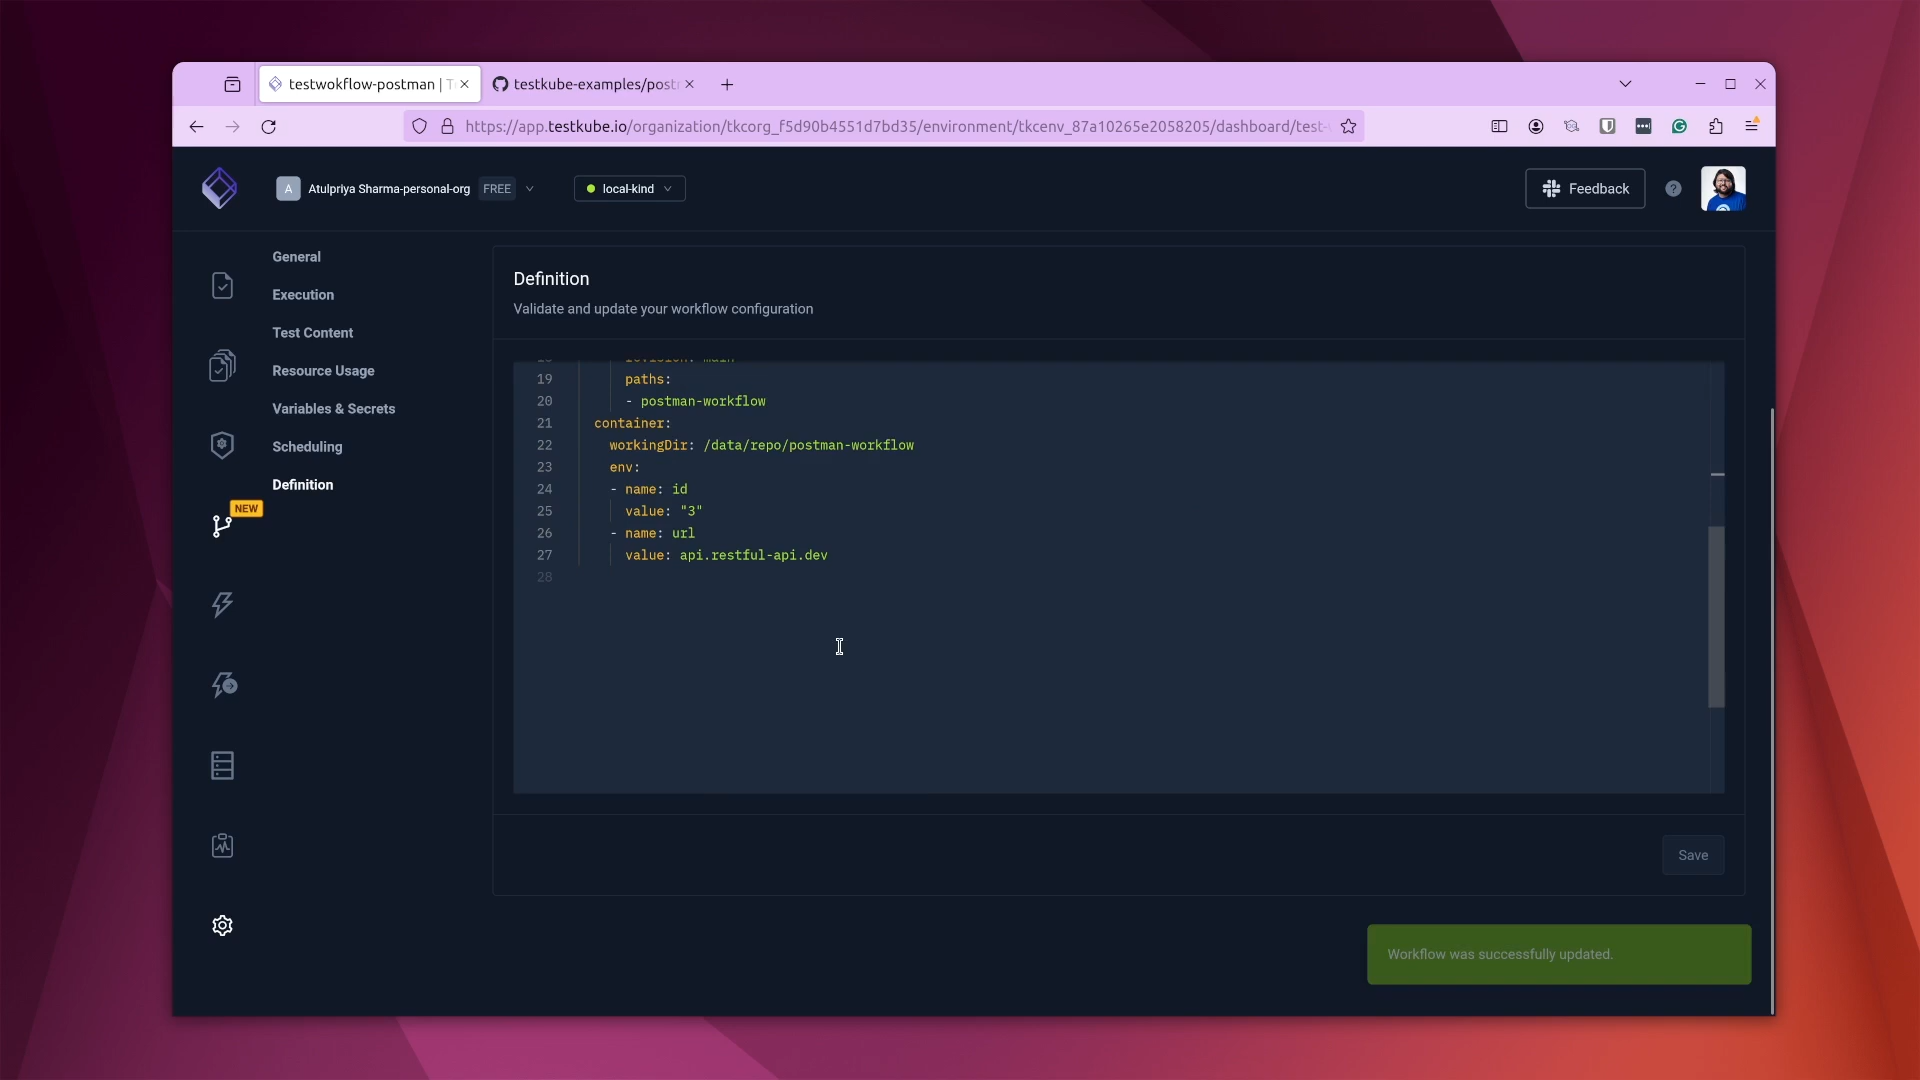 testwokflow-postman | T
testkube-examples/post
https://app.testkube.io/organization/tkcorg_f5d90b4551d7bd35/environment/tkcenv_87a10265e2058205/dashboard/test-
A
Atulpriya Sharma-personal-org
FREE
local-kind
Feedback
?
General
Execution
Test Content
Resource Usage
Variables & Secrets
Scheduling
Definition
NEW
Definition
Validate and update your workflow configuration
19 paths:
20 - postman-workflow
21 container:
22 workingDir: /data/repo/postman-workflow
23 env:
24 - name: id
25 value: "3"
26 - name: url
27 value: api.restful-api.dev
28
Save
Workflow was successfully updated.